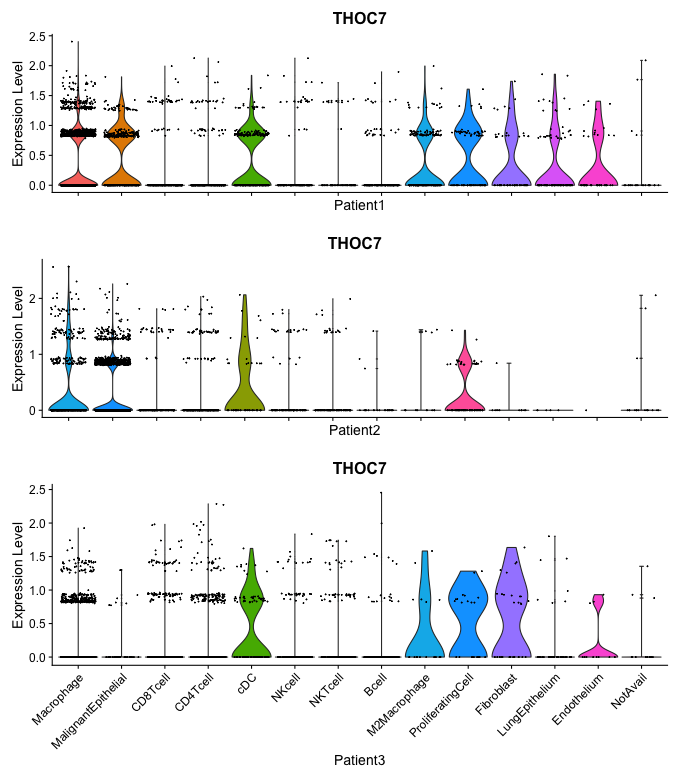 THOC7
Expression Level
2.5
2.0
1.5
1.0
0.5
0.0
Patient1
THOC7
Expression Level
2
1
0
Patient2
THOC7
Expression Level
2.5
2.0
1.5
1.0
0.5
0.0
Macrophage
MalignantEpithelial
CD8Tcell
CD4Tcell
cDC
NKcell
NKTcell
Bcell
M2Macrophage
ProliferatingCell
Fibroblast
LungEpithelium
Endothelium
NotAvail
Patient3